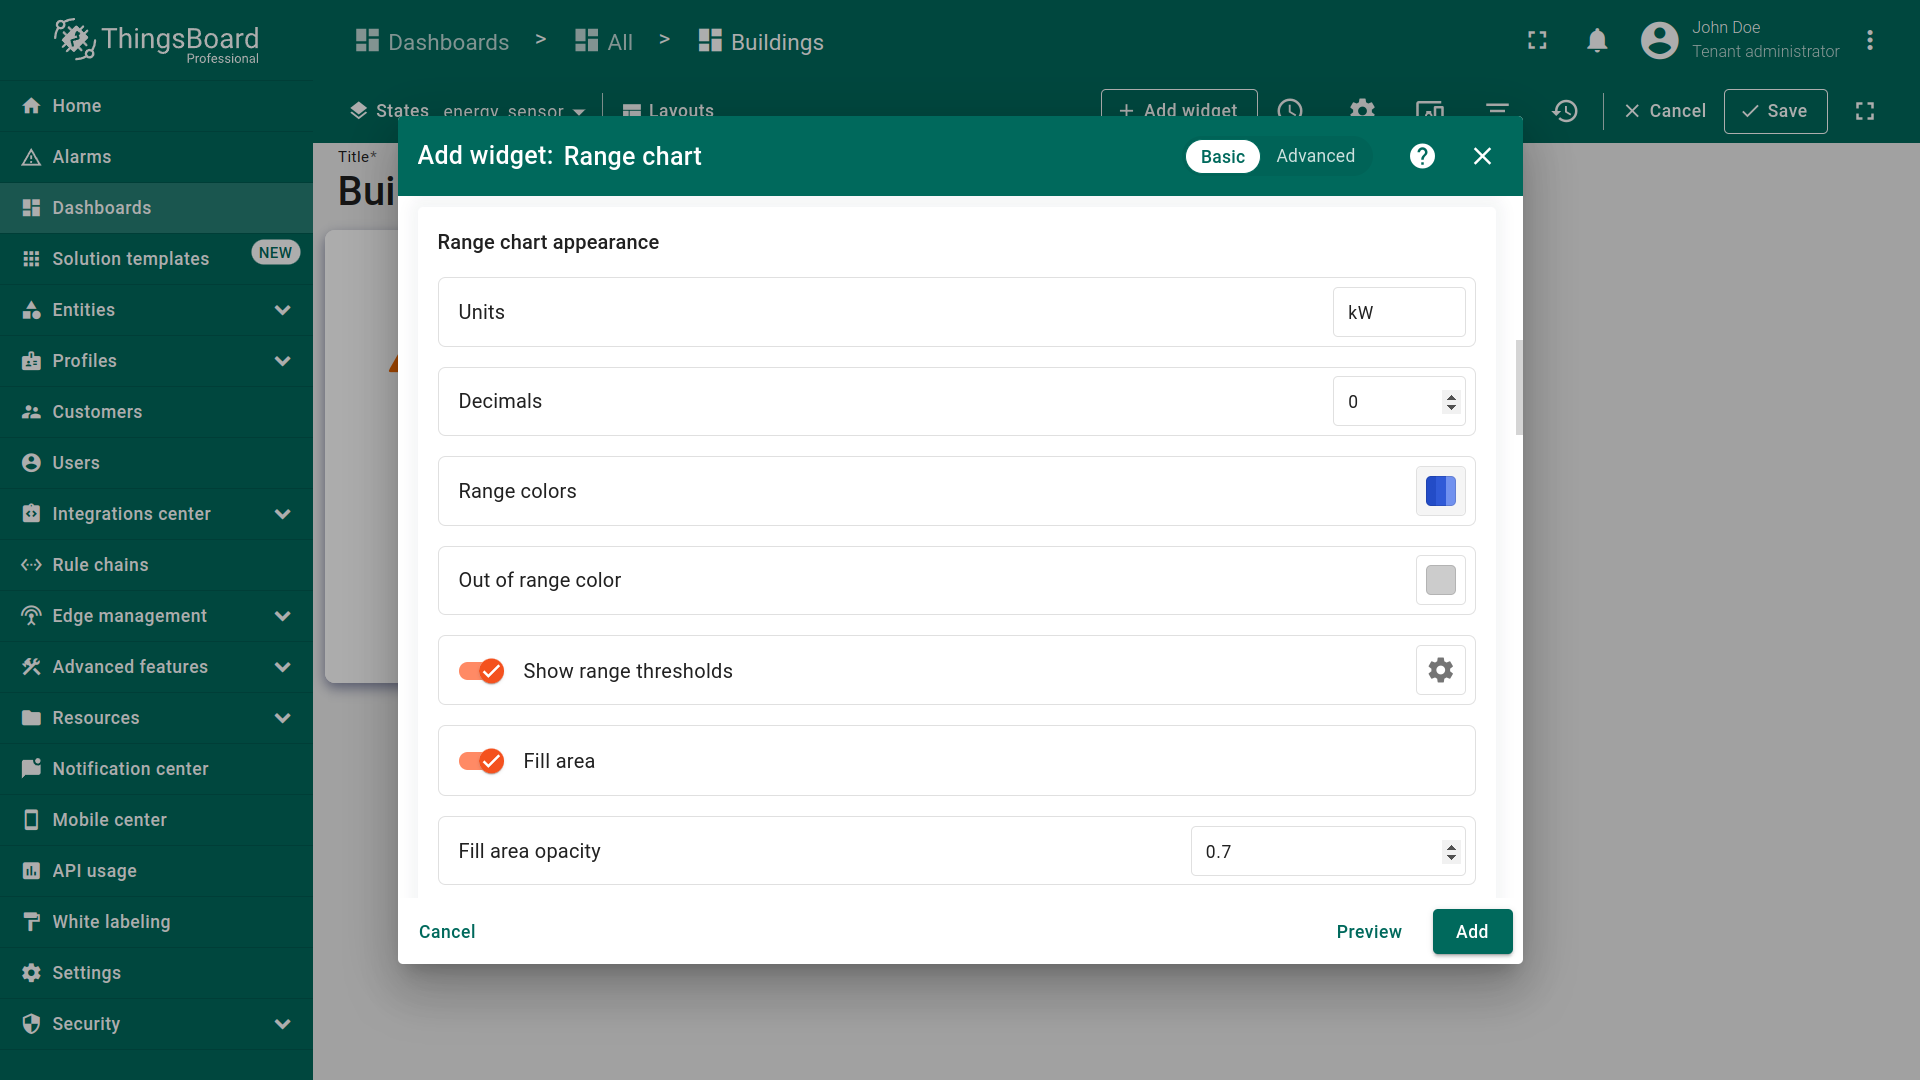 ThingsBoard
Professional
Dashboards > All > Buildings
John Doe
Tenant administrator
Home
Alarms
Dashboards
Solution templates
NEW
Entities
Profiles
Customers
Users
Integrations center
Rule chains
Edge management
Advanced features
Resources
Notification center
Mobile center
API usage
White labeling
Settings
Security
States energy_sensor
Layouts
+ Add widget
Cancel
Save
Title*
Bui
Add widget: Range chart
Basic
Advanced
Range chart appearance
Units
kW
Decimals
0
Range colors
Out of range color
Show range thresholds
Fill area
Fill area opacity
0.7
Cancel
Preview
Add